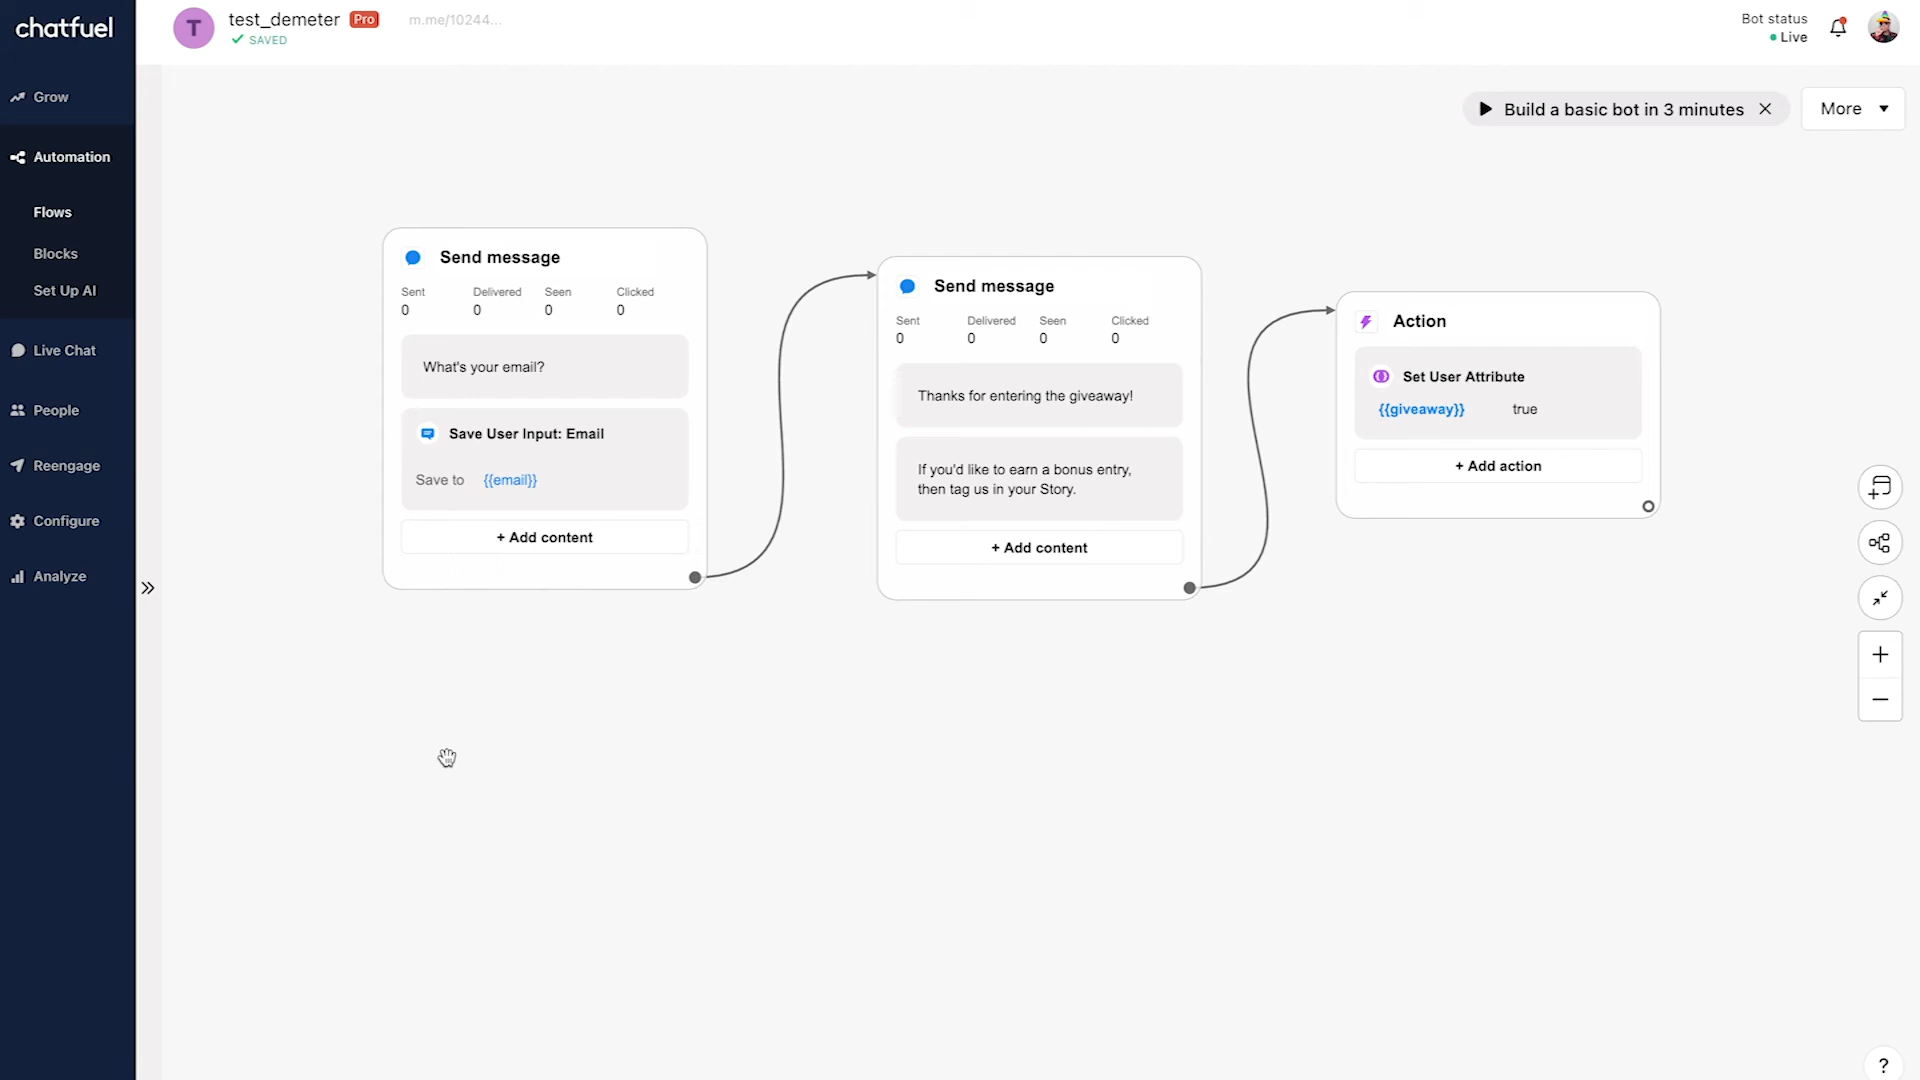 chatfuel
T
test_demeter Pro
m.me/10244...
SAVED
Bot status
Live
Grow
Automation
Flows
Blocks
Set Up AI
Live Chat
People
Reengage
Configure
Analyze
Build a basic bot in 3 minutes
More
Send message
Sent Delivered Seen Clicked
0 0 0 0
What's your email?
Save User Input: Email
Save to {{email}}
+ Add content
Send message
Sent Delivered Seen Clicked
0 0 0 0
Thanks for entering the giveaway!
If you'd like to earn a bonus entry,
then tag us in your Story.
+ Add content
Action
Set User Attribute
{{giveaway}} true
+ Add action
?